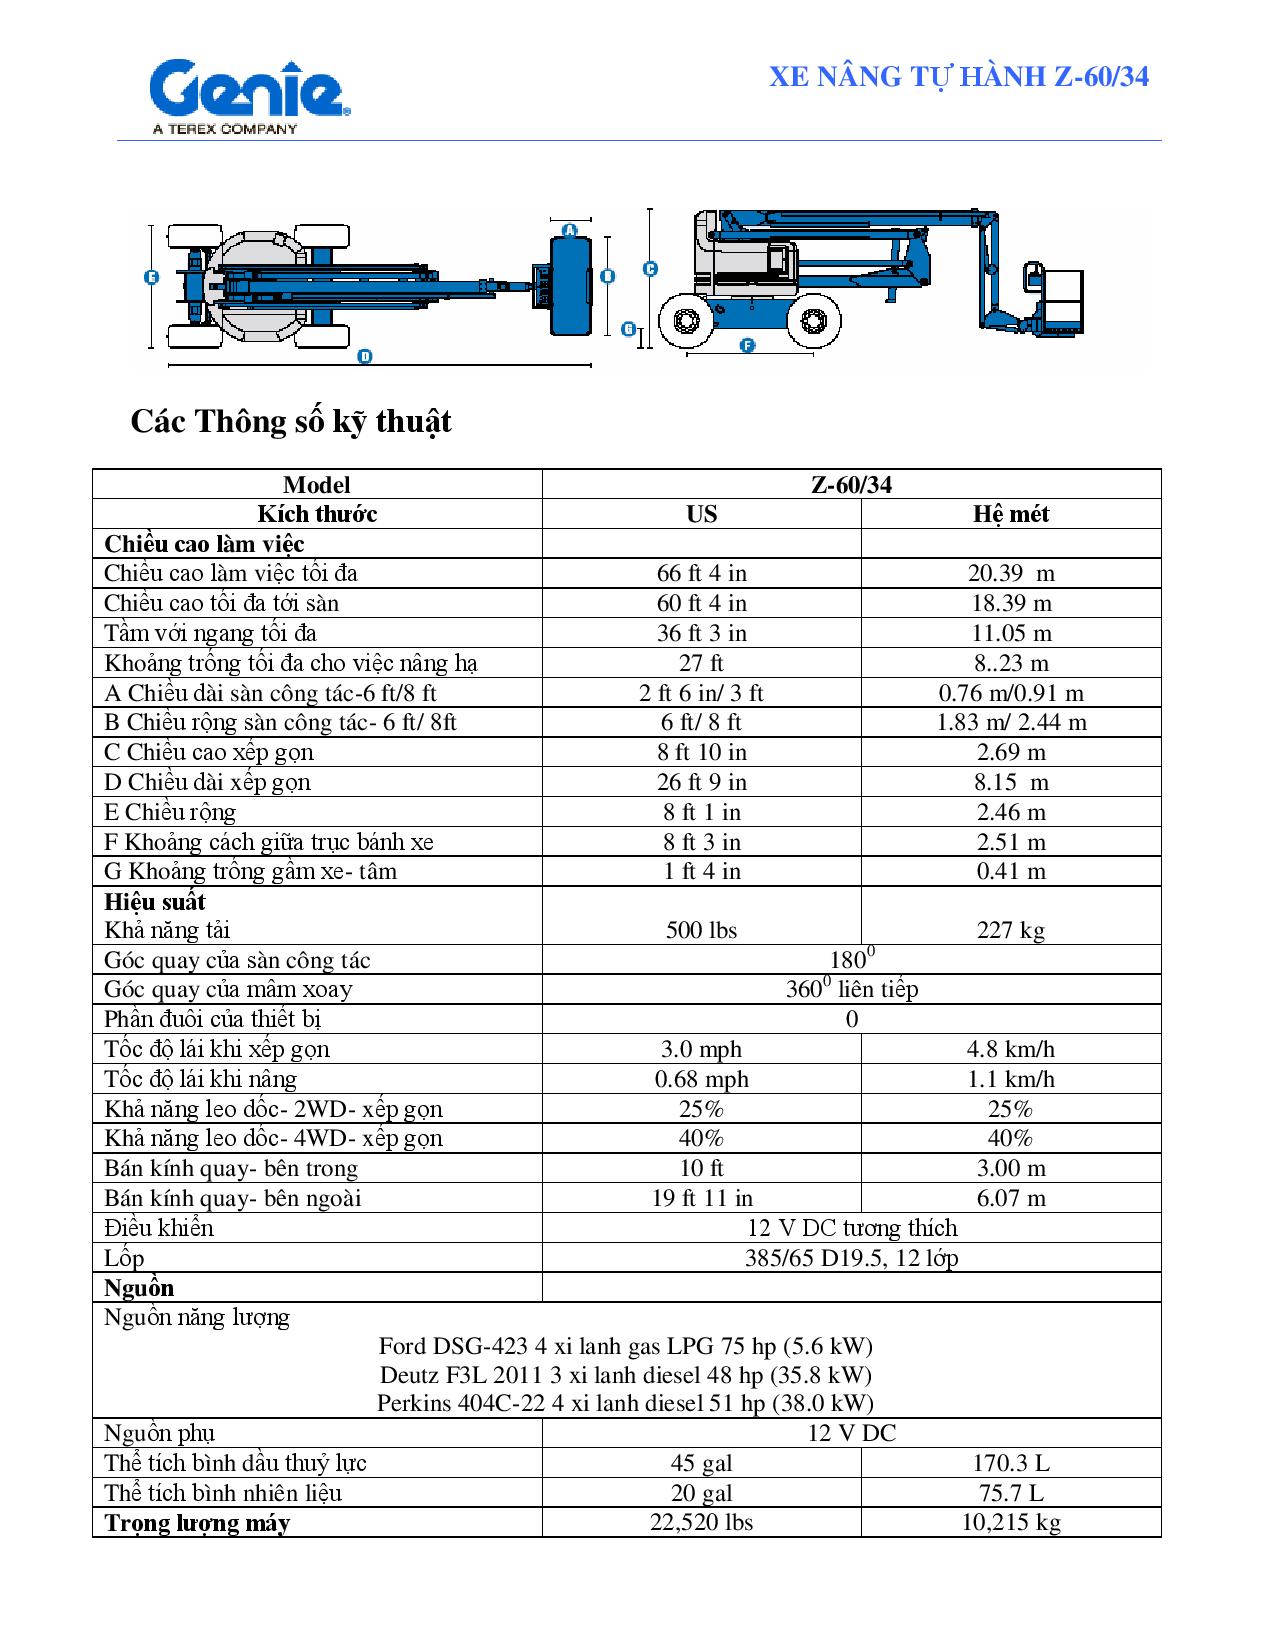 Genie®
A TEREX COMPANY
XE NÂNG TỰ HÀNH Z-60/34
A
E
B
C
G
F
D
Các Thông số kỹ thuật
Model Z-60/34
Kích thước US Hệ mét
Chiều cao làm việc
Chiều cao làm việc tối đa 66 ft 4 in 20.39 m
Chiều cao tối đa tới sàn 60 ft 4 in 18.39 m
Tầm với ngang tối đa 36 ft 3 in 11.05 m
Khoảng trống tối đa cho việc nâng hạ 27 ft 8..23 m
A Chiều dài sàn công tác-6 ft/8 ft 2 ft 6 in/ 3 ft 0.76 m/0.91 m
B Chiều rộng sàn công tác- 6 ft/ 8ft 6 ft/ 8 ft 1.83 m/ 2.44 m
C Chiều cao xếp gọn 8 ft 10 in 2.69 m
D Chiều dài xếp gọn 26 ft 9 in 8.15 m
E Chiều rộng 8 ft 1 in 2.46 m
F Khoảng cách giữa trục bánh xe 8 ft 3 in 2.51 m
G Khoảng trống gầm xe- tâm 1 ft 4 in 0.41 m
Hiệu suất
Khả năng tải 500 lbs 227 kg
Góc quay của sàn công tác 180⁰
Góc quay của mâm xoay 360⁰ liên tiếp
Phần đuôi của thiết bị 0
Tốc độ lái khi xếp gọn 3.0 mph 4.8 km/h
Tốc độ lái khi nâng 0.68 mph 1.1 km/h
Khả năng leo dốc- 2WD- xếp gọn 25% 25%
Khả năng leo dốc- 4WD- xếp gọn 40% 40%
Bán kính quay- bên trong 10 ft 3.00 m
Bán kính quay- bên ngoài 19 ft 11 in 6.07 m
Điều khiển 12 V DC tương thích
Lốp 385/65 D19.5, 12 lớp
Nguồn
Nguồn năng lượng
Ford DSG-423 4 xi lanh gas LPG 75 hp (5.6 kW)
Deutz F3L 2011 3 xi lanh diesel 48 hp (35.8 kW)
Perkins 404C-22 4 xi lanh diesel 51 hp (38.0 kW)
Nguồn phụ 12 V DC
Thể tích bình dầu thuỷ lực 45 gal 170.3 L
Thể tích bình nhiên liệu 20 gal 75.7 L
Trọng lượng máy 22,520 lbs 10,215 kg